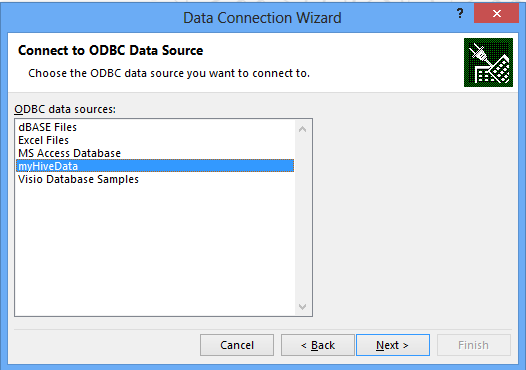 Data Connection Wizard
?
Connect to ODBC Data Source
Choose the ODBC data source you want to connect to.
ODBC data sources:
dBASE Files
Excel Files
MS Access Database
myHiveData
Visio Database Samples
Cancel
< Back
Next >
Finish